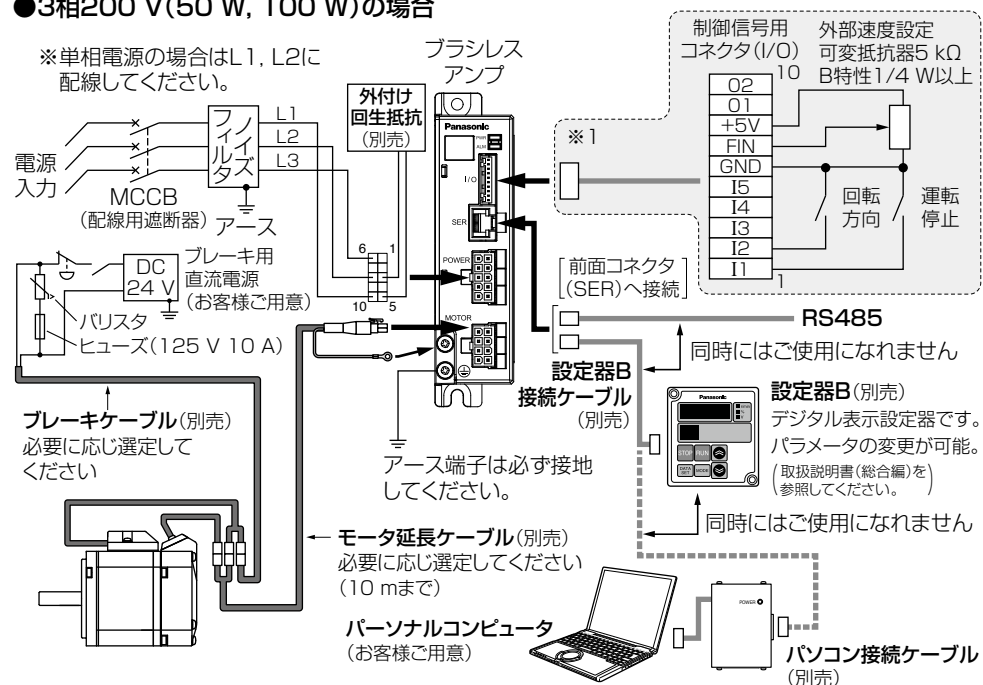 ●3相200 V(50 W, 100 W)の場合
※単相電源の場合はL1, L2に
配線してください。
ブラシレス
アンプ
制御信号用
コネクタ(I/O)
外部速度設定
可変抵抗器5 kΩ
B特性1/4 W以上
10
O2
O1
+5V
FIN
GND
I5
I4
I3
I2
I1
1
回転
方向
運転
停止
※1
外付け
回生抵抗
(別売)
ノイズ
フィルタ
L1
L2
L3
電源
入力
MCCB
(配線用遮断器)
アース
Panasonic
PWR
ALM
I/O
SER
POWER
MOTOR
6
1
10
5
DC
24 V
ブレーキ用
直流電源
(お客様ご用意)
バリスタ
ヒューズ(125 V 10 A)
前面コネクタ
(SER)へ接続
RS485
同時にはご使用になれません
設定器B
接続ケーブル
(別売)
Panasonic
STOP
RUN
DATA
SET
MODE
設定器B(別売)
デジタル表示設定器です。
パラメータの変更が可能。
(取扱説明書(総合編)を
参照してください。)
同時にはご使用になれません
ブレーキケーブル(別売)
必要に応じ選定して
ください
アース端子は必ず接地
してください。
モータ延長ケーブル(別売)
必要に応じ選定してください
(10 mまで)
パーソナルコンピュータ
(お客様ご用意)
POWER
パソコン接続ケーブル
(別売)